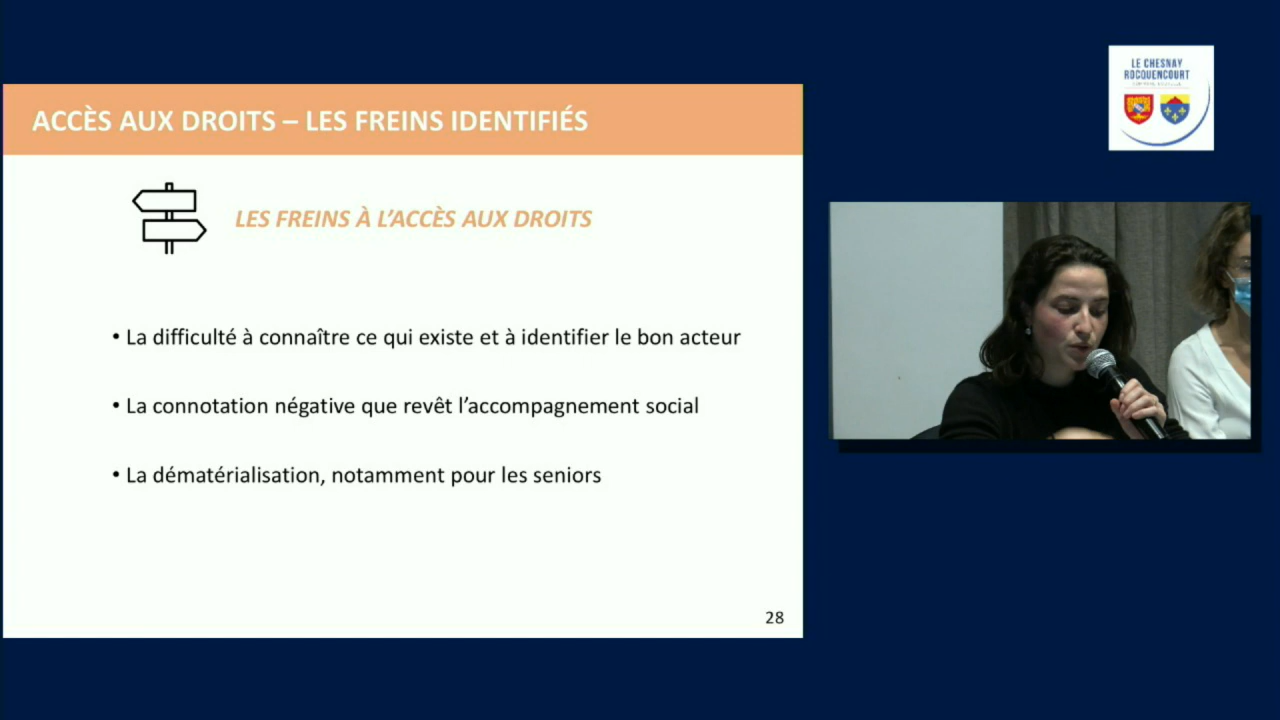 ACCÈS AUX DROITS – LES FREINS IDENTIFIÉS
LES FREINS À L'ACCÈS AUX DROITS
• La difficulté à connaître ce qui existe et à identifier le bon acteur
• La connotation négative que revêt l'accompagnement social
• La dématérialisation, notamment pour les seniors
28
LE CHESNAY
ROCQUENCOURT